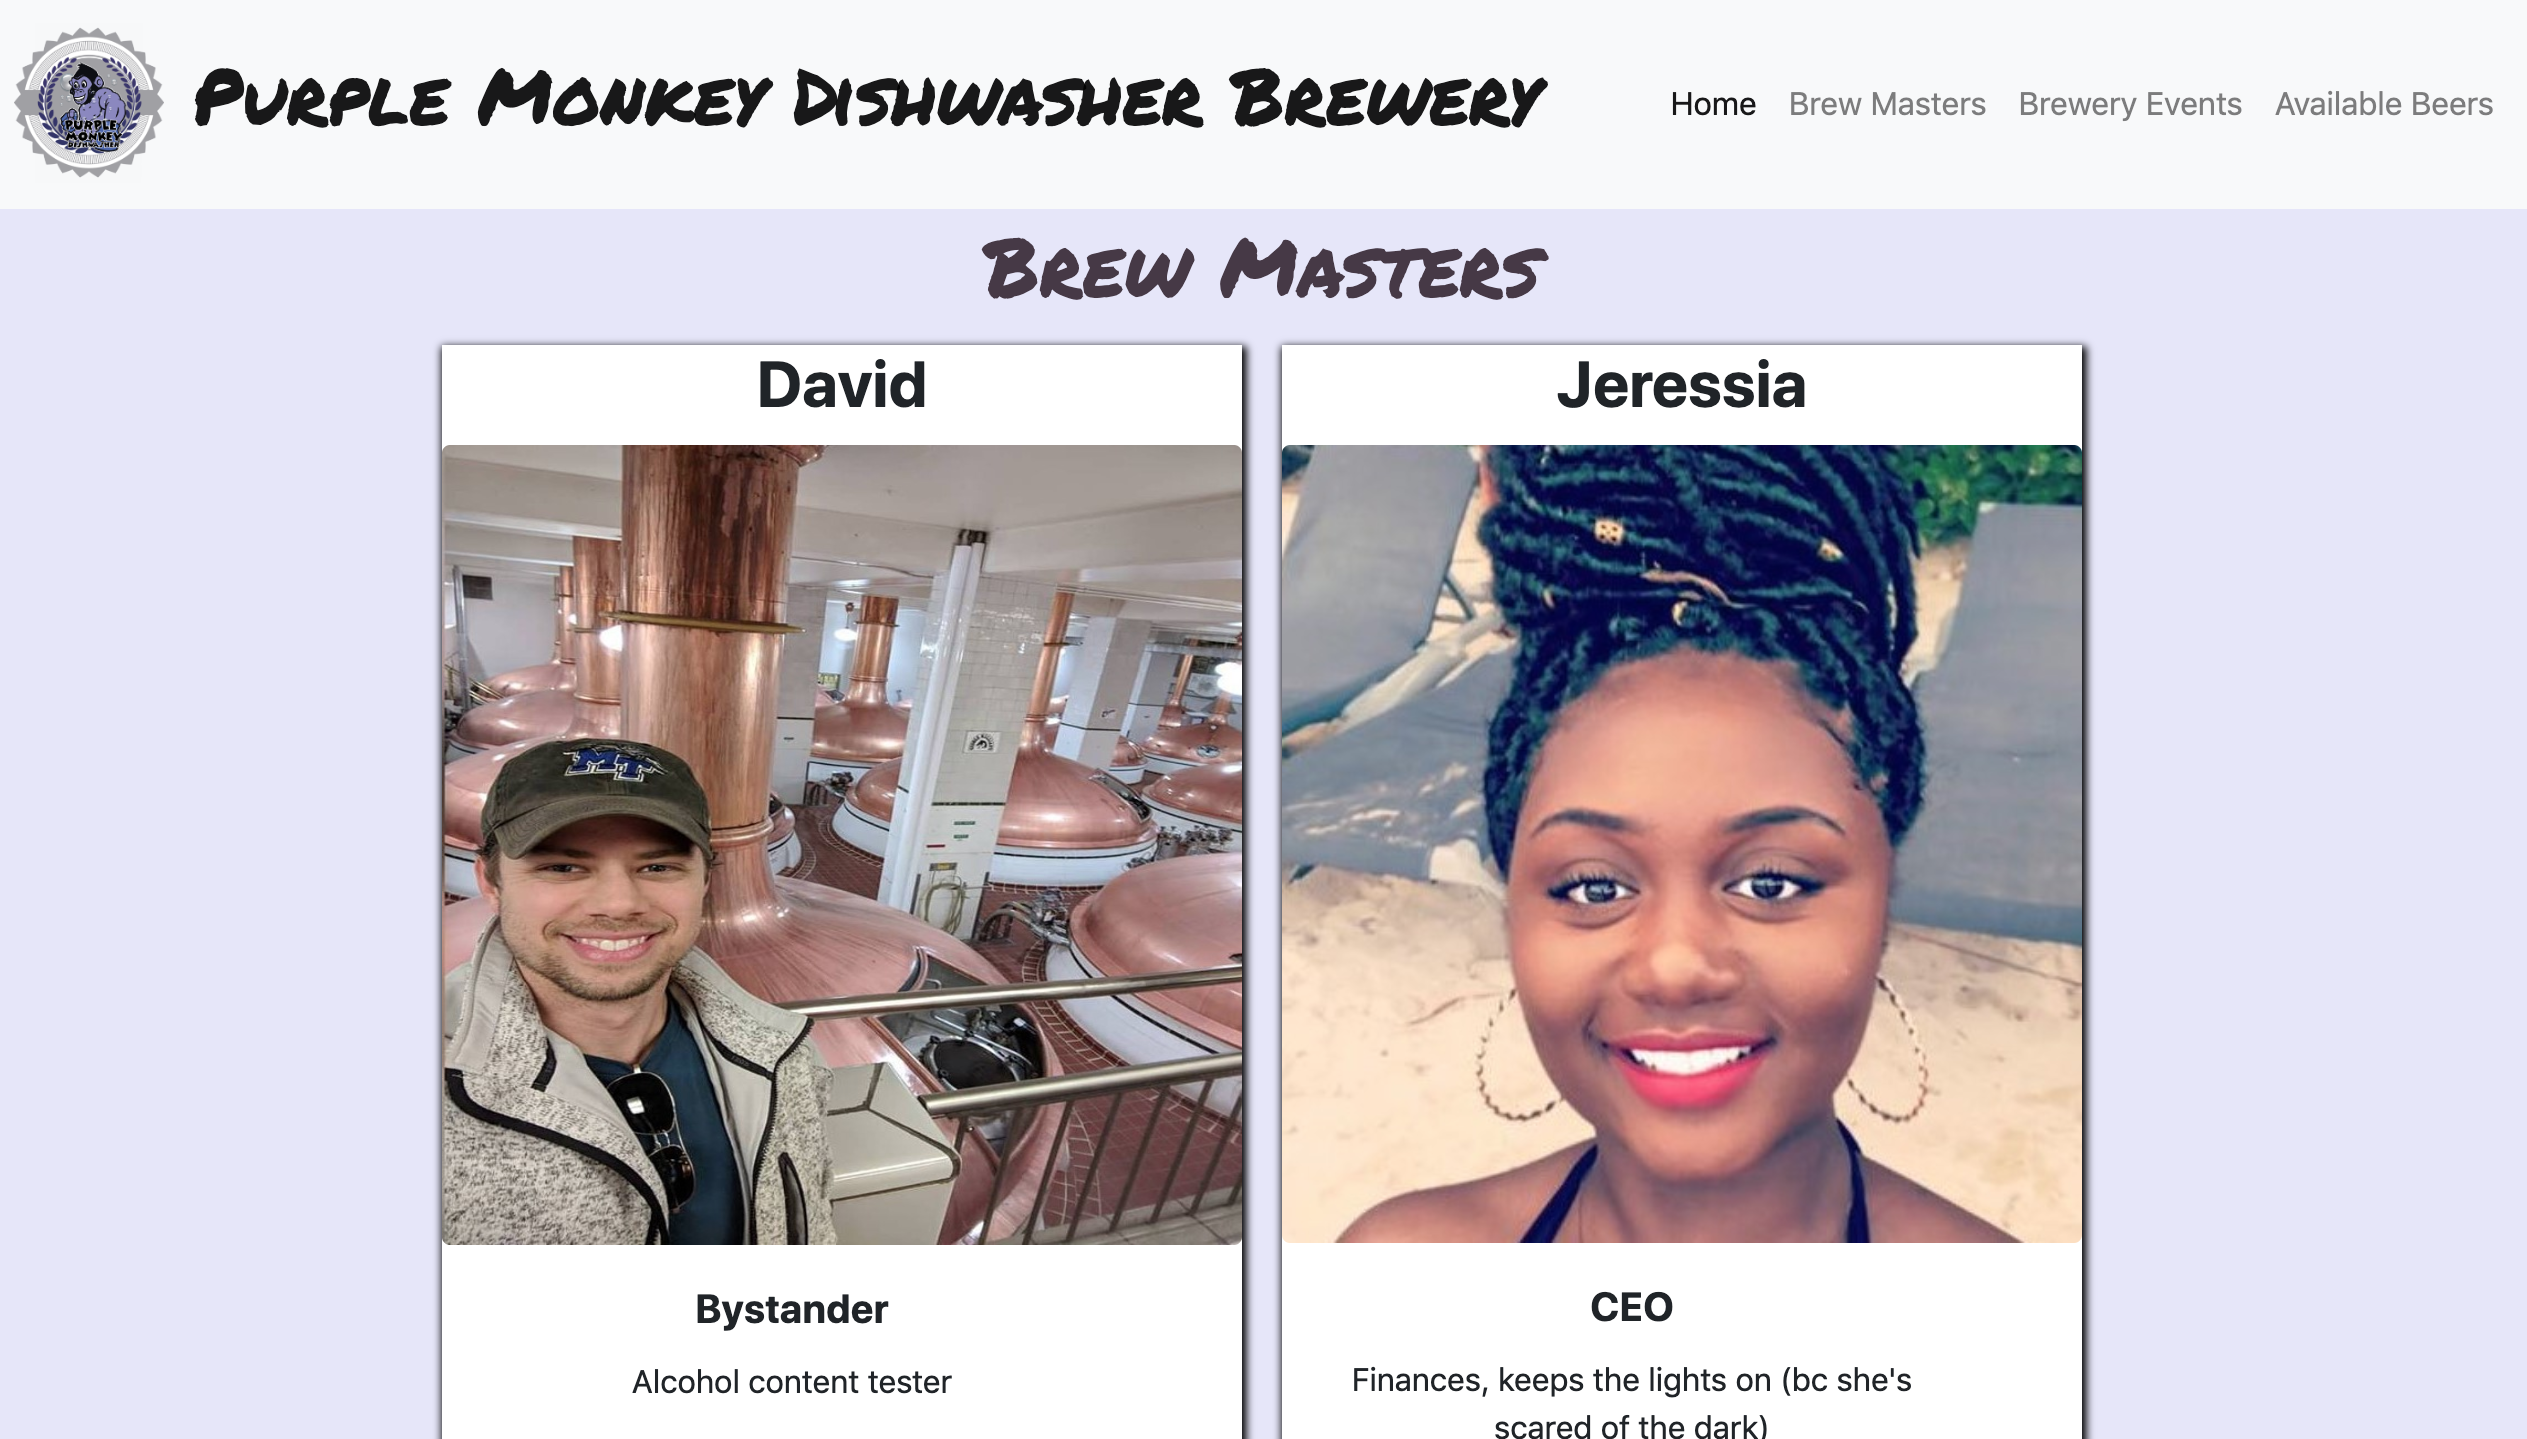 PURPLE
MONKEY
DISHWASHER
Purple Monkey Dishwasher Brewery
Home
Brew Masters
Brewery Events
Available Beers
Brew Masters
David
Jeressia
MT
Bystander
CEO
Alcohol content tester
Finances, keeps the lights on (bc she's
scared of the dark)